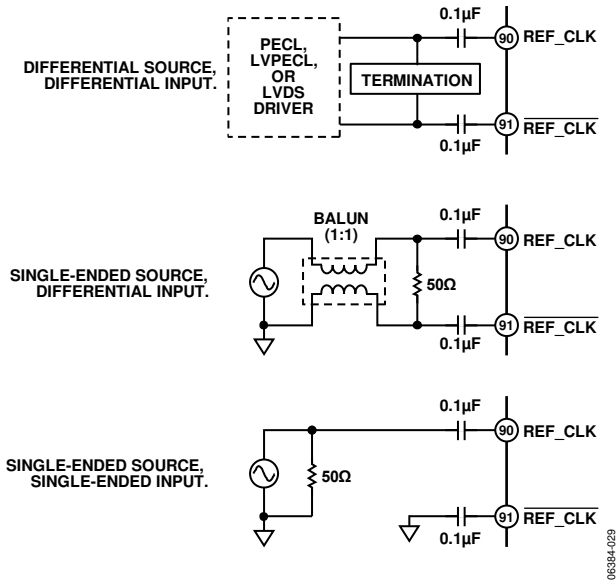 DIFFERENTIAL SOURCE,
DIFFERENTIAL INPUT.
PECL,
LVPECL,
OR
LVDS
DRIVER
TERMINATION
0.1µF
90
REF_CLK
91
REF_CLK
0.1µF
SINGLE-ENDED SOURCE,
DIFFERENTIAL INPUT.
BALUN
(1:1)
50Ω
0.1µF
90
REF_CLK
91
REF_CLK
0.1µF
SINGLE-ENDED SOURCE,
SINGLE-ENDED INPUT.
50Ω
0.1µF
90
REF_CLK
91
REF_CLK
0.1µF
06384-029